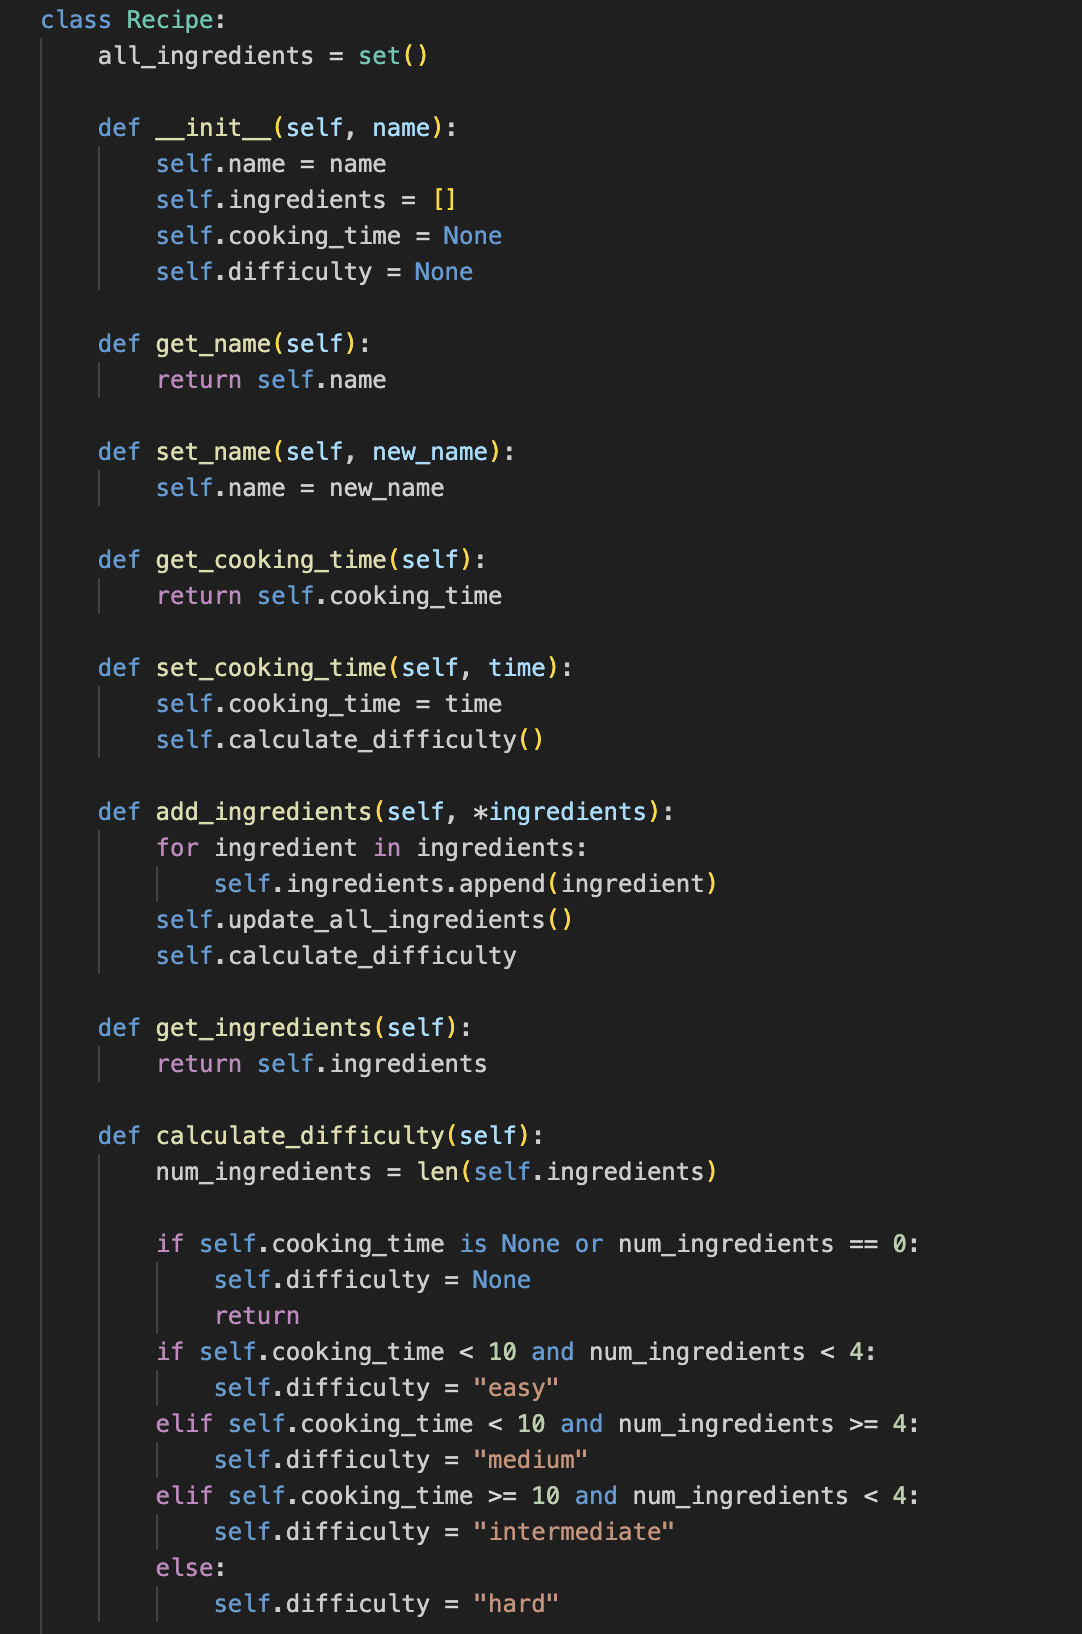 class Recipe:
    all_ingredients = set()

    def __init__(self, name):
        self.name = name
        self.ingredients = []
        self.cooking_time = None
        self.difficulty = None

    def get_name(self):
        return self.name

    def set_name(self, new_name):
        self.name = new_name

    def get_cooking_time(self):
        return self.cooking_time

    def set_cooking_time(self, time):
        self.cooking_time = time
        self.calculate_difficulty()

    def add_ingredients(self, *ingredients):
        for ingredient in ingredients:
            self.ingredients.append(ingredient)
        self.update_all_ingredients()
        self.calculate_difficulty

    def get_ingredients(self):
        return self.ingredients

    def calculate_difficulty(self):
        num_ingredients = len(self.ingredients)

        if self.cooking_time is None or num_ingredients == 0:
            self.difficulty = None
            return
        if self.cooking_time < 10 and num_ingredients < 4:
            self.difficulty = "easy"
        elif self.cooking_time < 10 and num_ingredients >= 4:
            self.difficulty = "medium"
        elif self.cooking_time >= 10 and num_ingredients < 4:
            self.difficulty = "intermediate"
        else:
            self.difficulty = "hard"